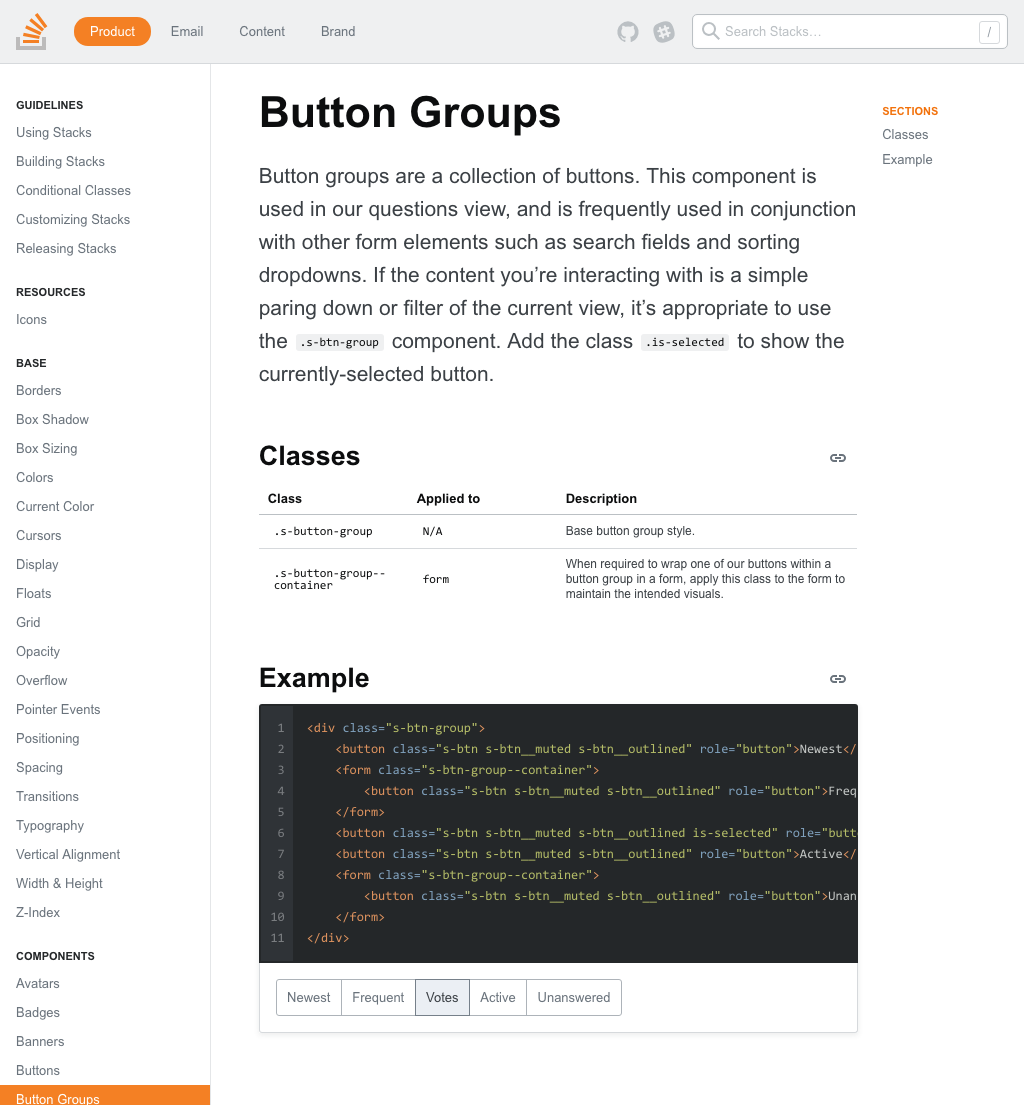 Product
Email
Content
Brand
Search Stacks…
/
GUIDELINES
Using Stacks
Building Stacks
Conditional Classes
Customizing Stacks
Releasing Stacks
RESOURCES
Icons
BASE
Borders
Box Shadow
Box Sizing
Colors
Current Color
Cursors
Display
Floats
Grid
Opacity
Overflow
Pointer Events
Positioning
Spacing
Transitions
Typography
Vertical Alignment
Width & Height
Z-Index
COMPONENTS
Avatars
Badges
Banners
Buttons
Button Groups
Button Groups
Button groups are a collection of buttons. This component is
used in our questions view, and is frequently used in conjunction
with other form elements such as search fields and sorting
dropdowns. If the content you’re interacting with is a simple
paring down or filter of the current view, it’s appropriate to use
the .s-btn-group component. Add the class .is-selected to show the
currently-selected button.
Classes
Class Applied to Description
.s-button-group N/A Base button group style.
.s-button-group--
container
form
When required to wrap one of our buttons within a
button group in a form, apply this class to the form to
maintain the intended visuals.
Example
1 <div class="s-btn-group">
2     <button class="s-btn s-btn__muted s-btn__outlined" role="button">Newest</
3     <form class="s-btn-group--container">
4         <button class="s-btn s-btn__muted s-btn__outlined" role="button">Freq
5     </form>
6     <button class="s-btn s-btn__muted s-btn__outlined is-selected" role="butt
7     <button class="s-btn s-btn__muted s-btn__outlined" role="button">Active</
8     <form class="s-btn-group--container">
9         <button class="s-btn s-btn__muted s-btn__outlined" role="button">Unan
10     </form>
11 </div>
Newest Frequent Votes Active Unanswered
SECTIONS
Classes
Example